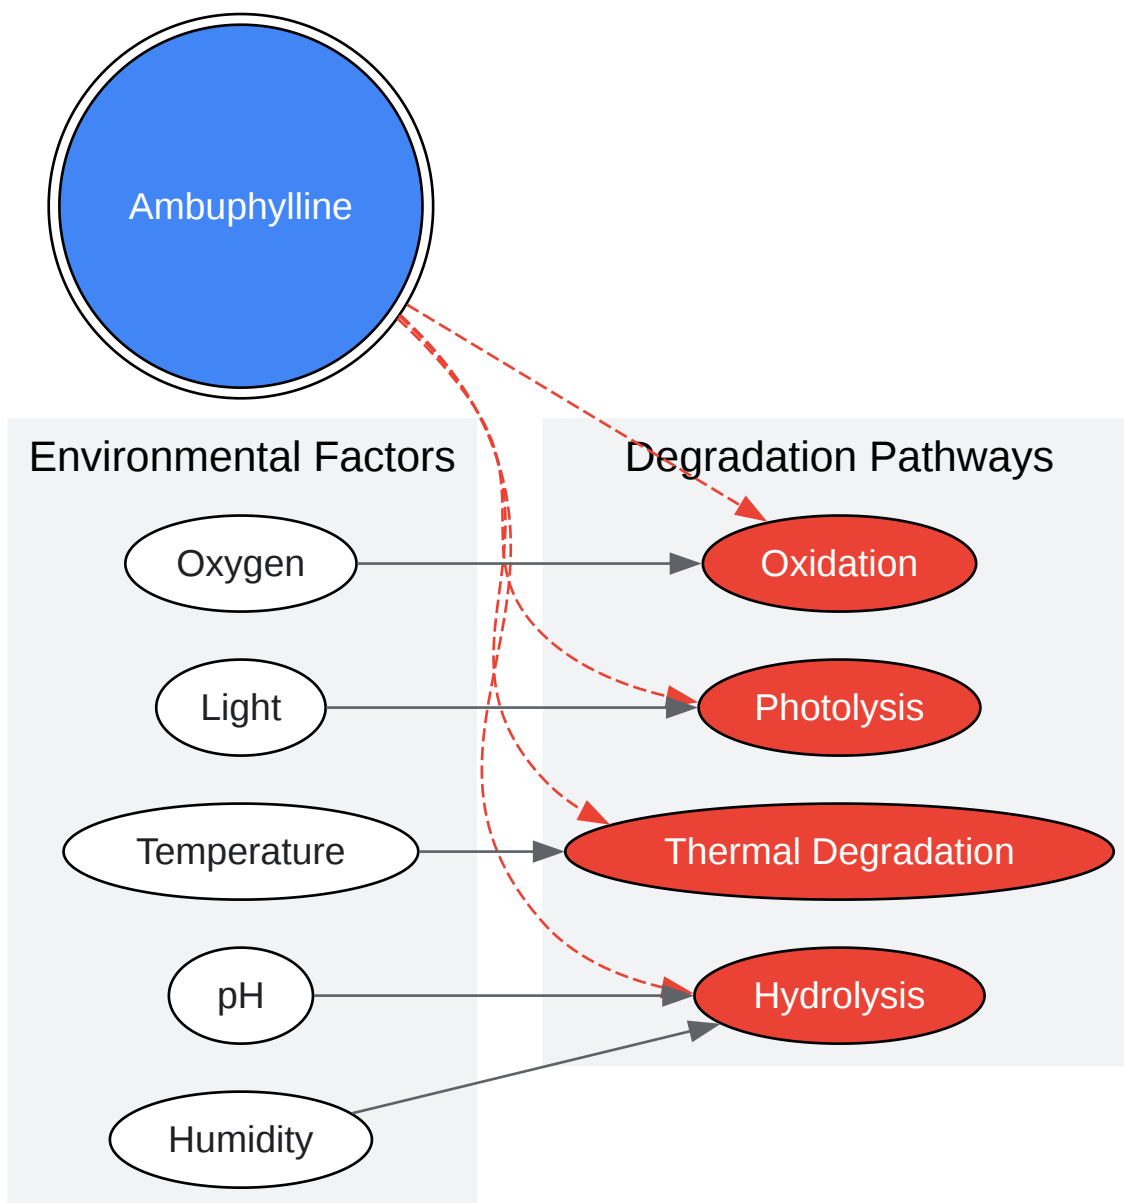 Ambuphylline
Environmental Factors
Degradation Pathways
Oxygen
Oxidation
Light
Photolysis
Temperature
Thermal Degradation
pH
Hydrolysis
Humidity